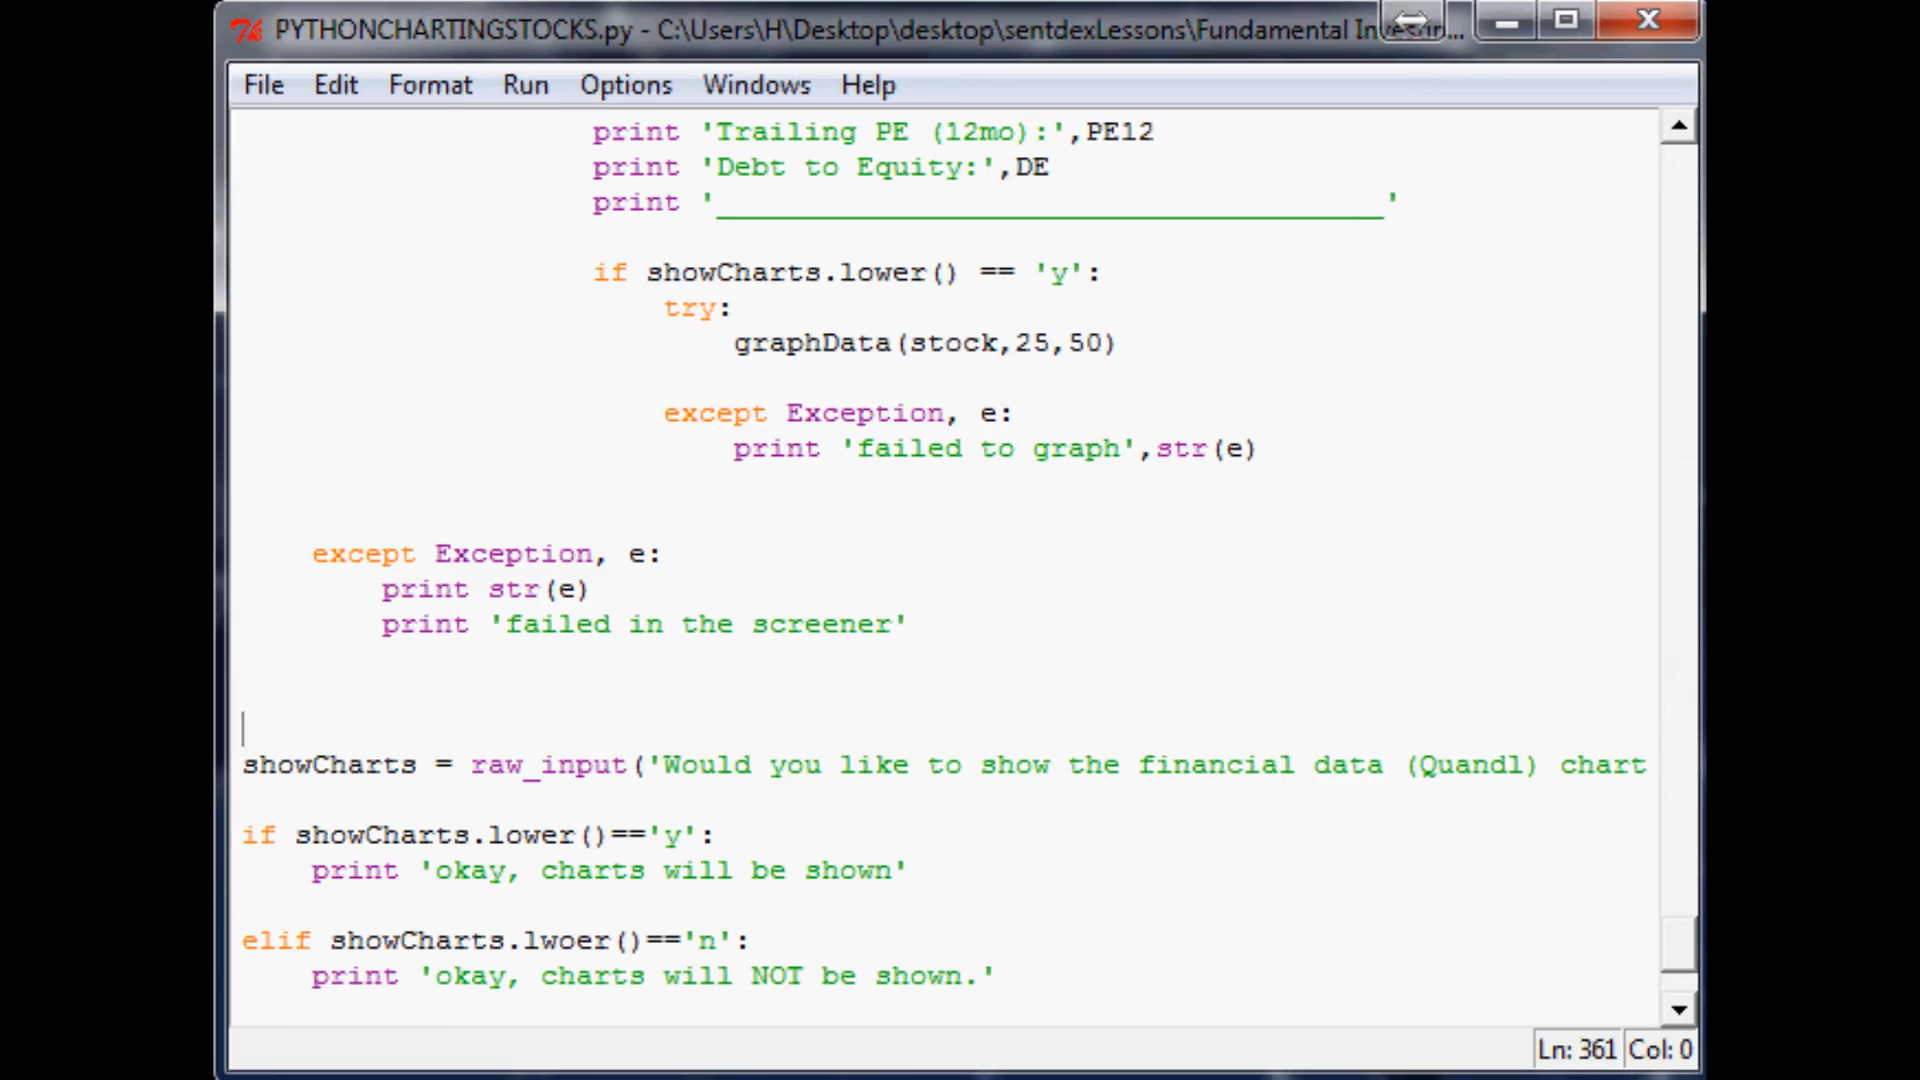 PYTHONCHARTINGSTOCKS.py - C:\Users\H\Desktop\desktop\sentdexLessons\Fundamental Investin...
File Edit Format Run Options Windows Help
print 'Trailing PE (12mo):',PE12
print 'Debt to Equity:',DE
print '______________________________________'
if showCharts.lower() == 'y':
try:
graphData(stock,25,50)
except Exception, e:
print 'failed to graph',str(e)
except Exception, e:
print str(e)
print 'failed in the screener'
showCharts = raw_input('Would you like to show the financial data (Quandl) chart
if showCharts.lower()=='y':
print 'okay, charts will be shown'
elif showCharts.lwoer()=='n':
print 'okay, charts will NOT be shown.'
Ln: 361 Col: 0